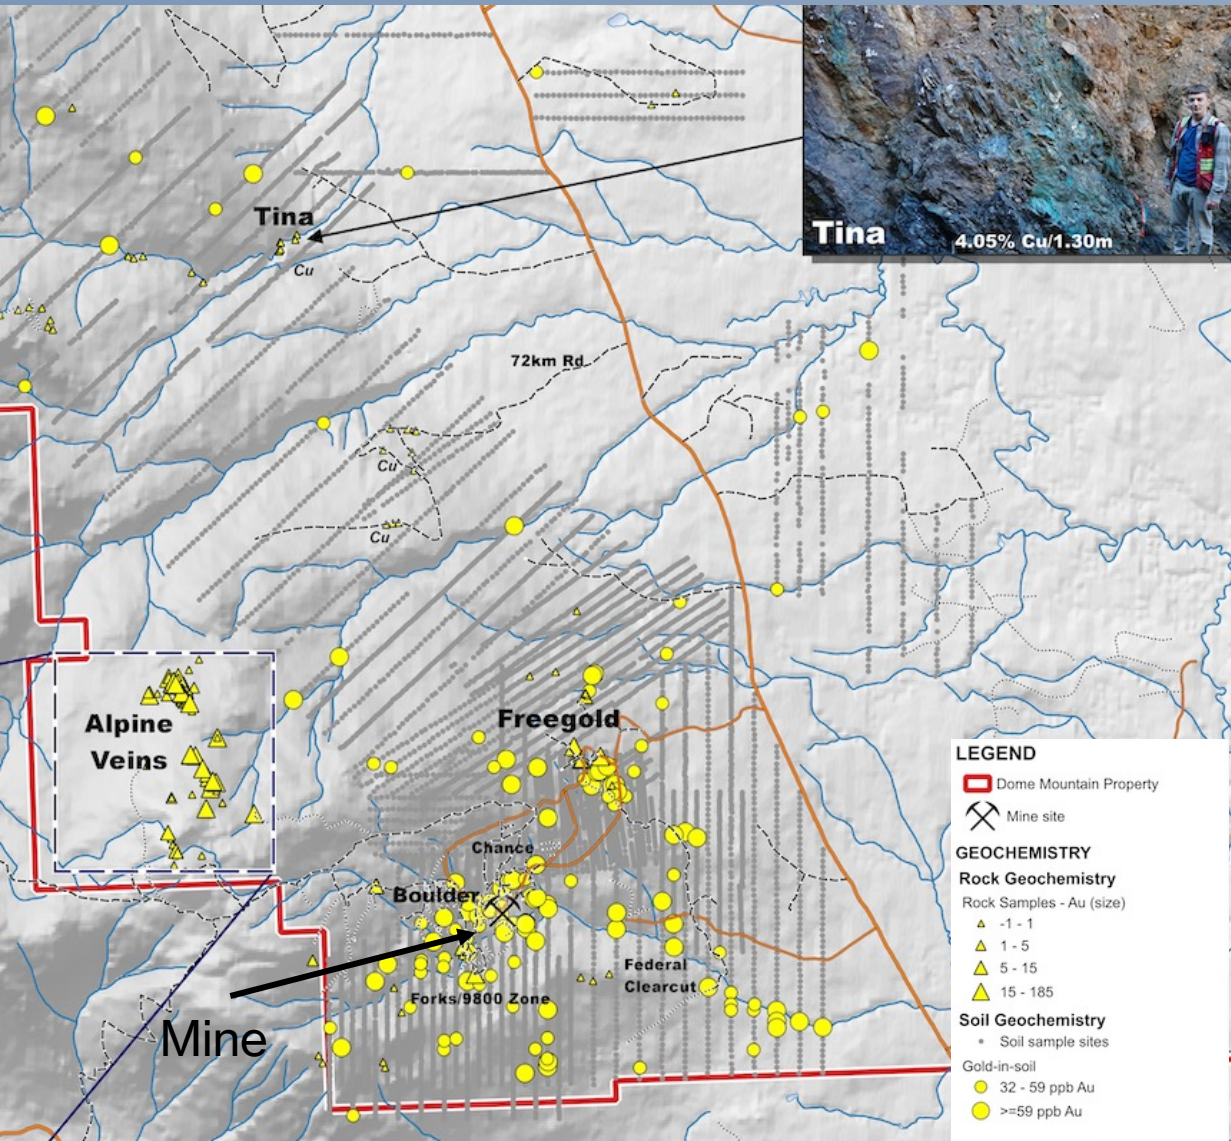 Tina
4.05% Cu/1.30m
Tina
Cu
72km Rd
Cu
Cu
Alpine
Veins
Freegold
Chance
Boulder
Federal
Clearcut
Forks/9800 Zone
Mine
LEGEND
Dome Mountain Property
Mine site
GEOCHEMISTRY
Rock Geochemistry
Rock Samples - Au (size)
-1 - 1
1 - 5
5 - 15
15 - 185
Soil Geochemistry
Soil sample sites
Gold-in-soil
32 - 59 ppb Au
>=59 ppb Au